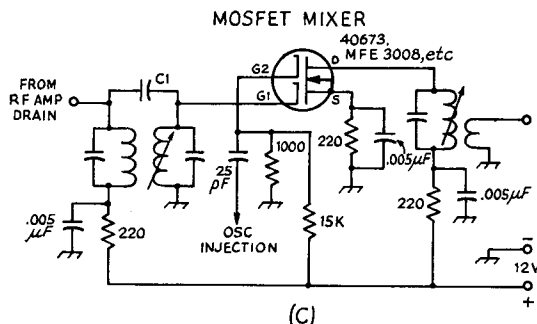 MOSFET MIXER
40673,
MFE 3008, etc
D
G2
G1
S
C1
FROM
RF AMP
DRAIN
1000
220
.005µF
.005µF
25
pF
.005
µF
220
15K
220
OSC
INJECTION
–
12V
+
(C)